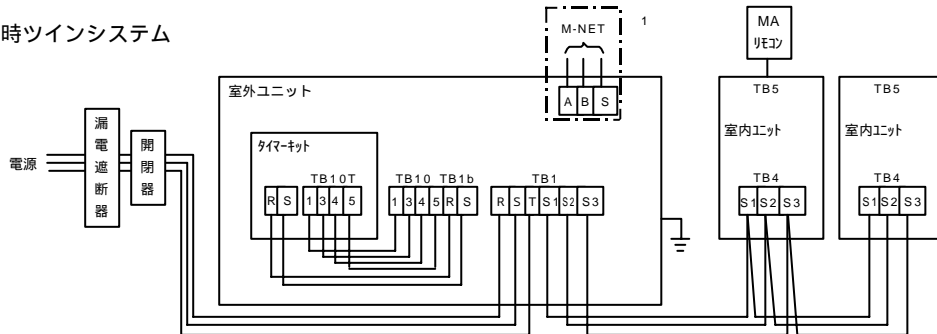 時ツインシステム
M-NET
1
A B S
MA
リモコン
室外ユニット
TB5
室内ユニット
TB4
S1 S2 S3
TB5
室内ユニット
TB4
S1 S2 S3
電源
漏電遮断器
開閉器
タイマーキット
TB10T
R S 1 3 4 5
TB10 TB1b
1 3 4 5 R S
TB1
R S T S1 S2 S3